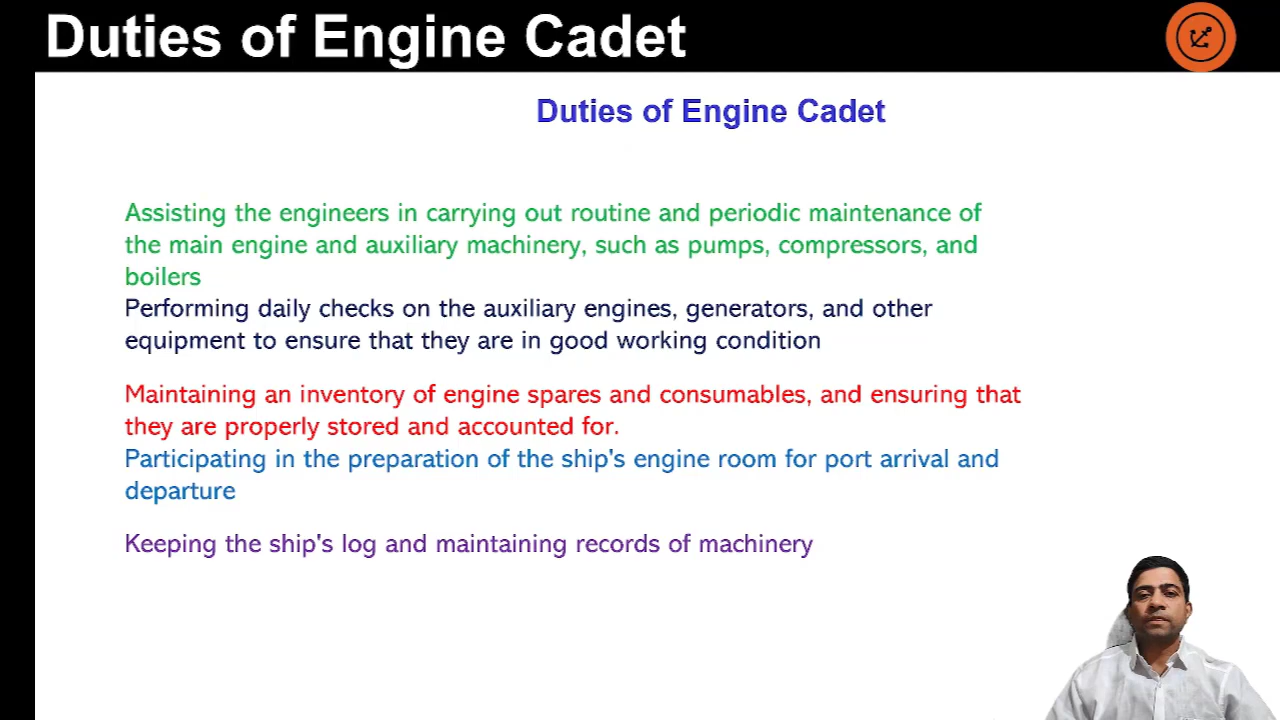 Duties of Engine Cadet
Duties of Engine Cadet
Assisting the engineers in carrying out routine and periodic maintenance of
the main engine and auxiliary machinery, such as pumps, compressors, and
boilers
Performing daily checks on the auxiliary engines, generators, and other
equipment to ensure that they are in good working condition
Maintaining an inventory of engine spares and consumables, and ensuring that
they are properly stored and accounted for.
Participating in the preparation of the ship's engine room for port arrival and
departure
Keeping the ship's log and maintaining records of machinery